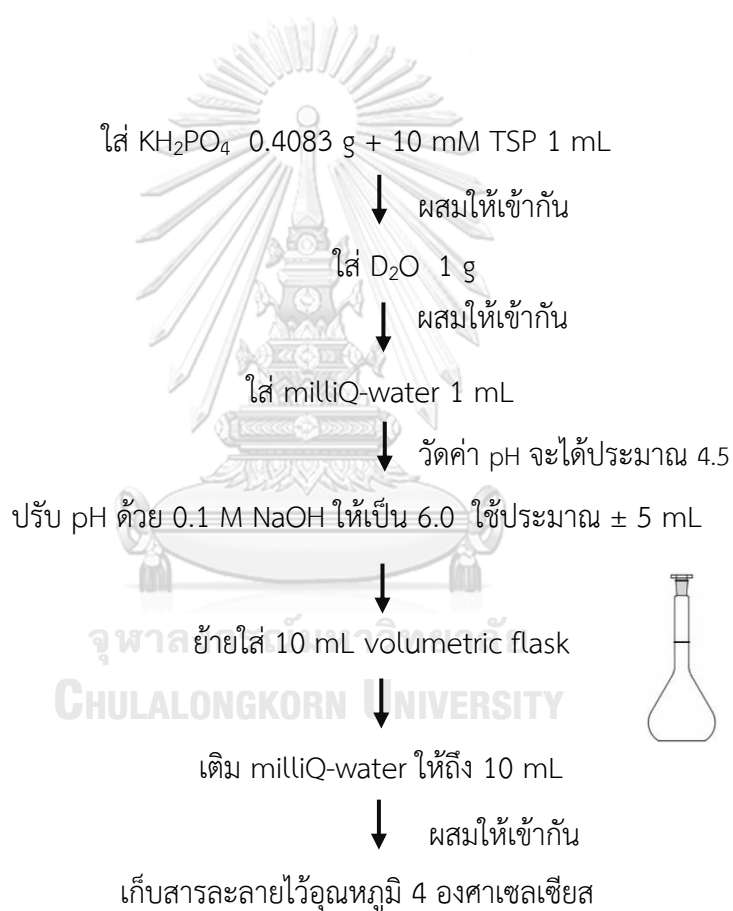 ใส่ KH₂PO₄ 0.4083 g + 10 mM TSP 1 mL
ผสมให้เข้ากัน
ใส่ D₂O 1 g
ผสมให้เข้ากัน
ใส่ milliQ-water 1 mL
วัดค่า pH จะได้ประมาณ 4.5
ปรับ pH ด้วย 0.1 M NaOH ให้เป็น 6.0 ใช้ประมาณ ± 5 mL
ย้ายใส่ 10 mL volumetric flask
CHULALONGKORN UNIVERSITY
เติม milliQ-water ให้ถึง 10 mL
ผสมให้เข้ากัน
เก็บสารละลายไว้อุณหภูมิ 4 องศาเซลเซียส